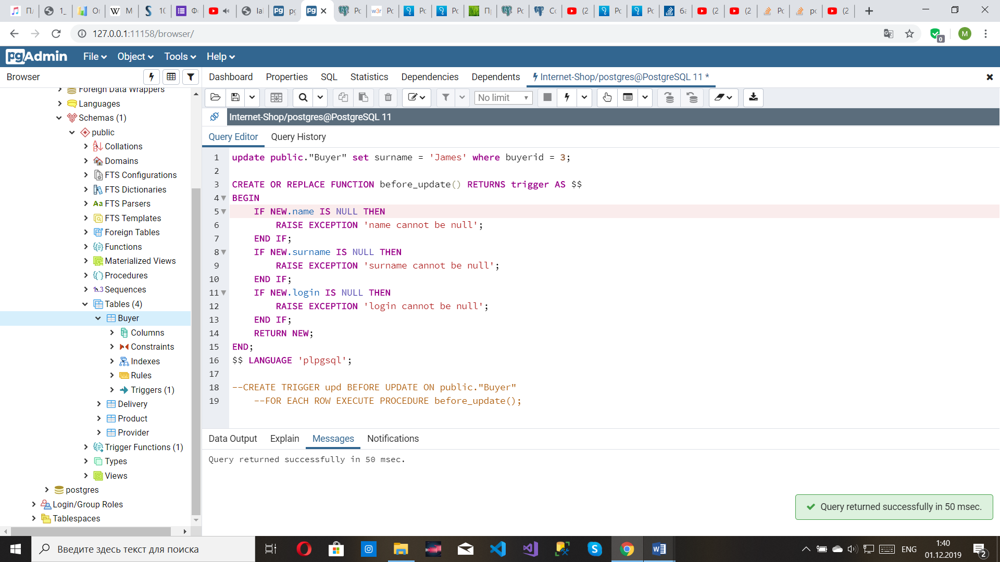 ПЛ
1_
Or
W
M
S
10
Ф
la
Pg
pg
Pg
Pc
w3r
Pc
Pc
Pc
П
Pc
Cc
(2
Pc
Pc
ба
(2
(2
Pc
pc
(2
127.0.0.1:11158/browser/
0
M
pgAdmin
File
Object
Tools
Help
Browser
Dashboard
Properties
SQL
Statistics
Dependencies
Dependents
Internet-Shop/postgres@PostgreSQL 11 *
No limit
Internet-Shop/postgres@PostgreSQL 11
Query Editor
Query History
Foreign Data Wrappers
Languages
Schemas (1)
public
Collations
Domains
FTS Configurations
FTS Dictionaries
Aa FTS Parsers
FTS Templates
Foreign Tables
Functions
Materialized Views
Procedures
1..3 Sequences
Tables (4)
Buyer
Columns
Constraints
Indexes
Rules
Triggers (1)
Delivery
Product
Provider
Trigger Functions (1)
Types
Views
postgres
Login/Group Roles
Tablespaces
1 update public."Buyer" set surname = 'James' where buyerid = 3;
2
3 CREATE OR REPLACE FUNCTION before_update() RETURNS trigger AS $$
4 BEGIN
5 IF NEW.name IS NULL THEN
6 RAISE EXCEPTION 'name cannot be null';
7 END IF;
8 IF NEW.surname IS NULL THEN
9 RAISE EXCEPTION 'surname cannot be null';
10 END IF;
11 IF NEW.login IS NULL THEN
12 RAISE EXCEPTION 'login cannot be null';
13 END IF;
14 RETURN NEW;
15 END;
16 $$ LANGUAGE 'plpgsql';
17
18 --CREATE TRIGGER upd BEFORE UPDATE ON public."Buyer"
19 --FOR EACH ROW EXECUTE PROCEDURE before_update();
Data Output
Explain
Messages
Notifications
Query returned successfully in 50 msec.
Query returned successfully in 50 msec.
Введите здесь текст для поиска
ENG
1:40
01.12.2019
2